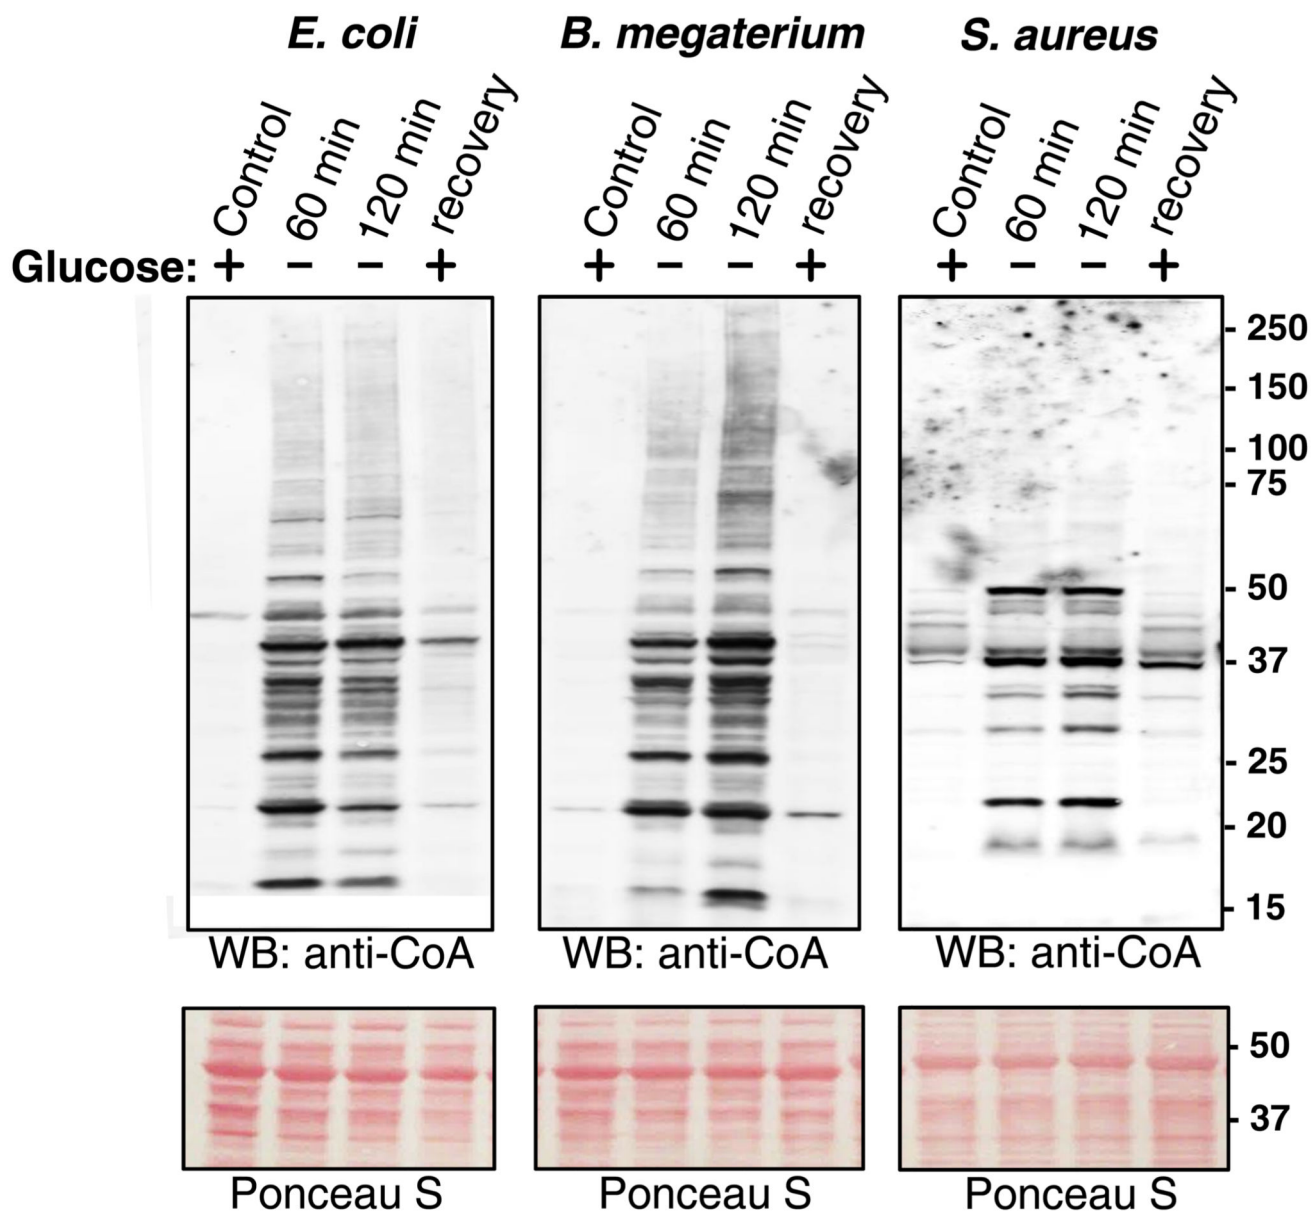 E. coli B. megaterium S. aureus
Control 60 min 120 min recovery Control 60 min 120 min recovery Control 60 min 120 min recovery
Glucose: + − − + + − − + + − − +
- 250
- 150
- 100
- 75
- 50
- 37
- 25
- 20
- 15
WB: anti-CoA WB: anti-CoA WB: anti-CoA
- 50
- 37
Ponceau S Ponceau S Ponceau S